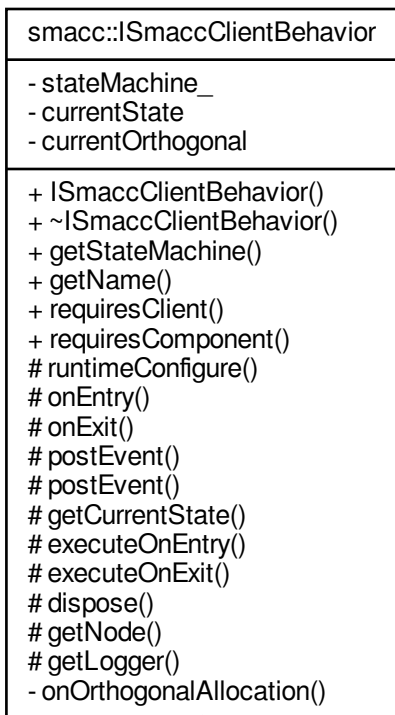 smacc::ISmaccClientBehavior
- stateMachine_
- currentState
- currentOrthogonal
+ ISmaccClientBehavior()
+ ~ISmaccClientBehavior()
+ getStateMachine()
+ getName()
+ requiresClient()
+ requiresComponent()
# runtimeConfigure()
# onEntry()
# onExit()
# postEvent()
# postEvent()
# getCurrentState()
# executeOnEntry()
# executeOnExit()
# dispose()
# getNode()
# getLogger()
- onOrthogonalAllocation()